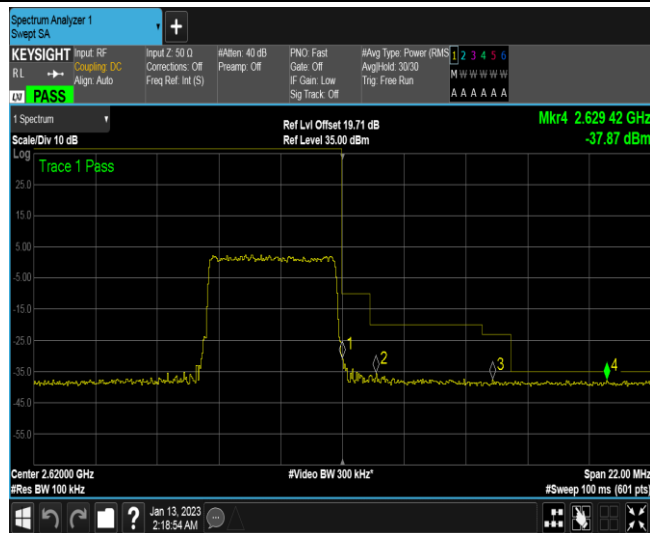 Spectrum Analyzer 1
Swept SA
KEYSIGHT
RL
LXI
PASS
Input: RF
Coupling: DC
Align: Auto
Input Z: 50 Ω
Corrections: Off
Freq Ref: Int (S)
#Atten: 40 dB
Preamp: Off
PNO: Fast
Gate: Off
IF Gain: Low
Sig Track: Off
#Avg Type: Power (RMS
Avg|Hold: 30/30
Trig: Free Run
1 2 3 4 5 6
M W W W W W
A A A A A A
1 Spectrum
Scale/Div 10 dB
Ref Lvl Offset 19.71 dB
Ref Level 35.00 dBm
Mkr4 2.629 42 GHz
-37.87 dBm
Log
Trace 1 Pass
25.0
15.0
5.00
-5.00
-15.0
-25.0
-35.0
-45.0
-55.0
1
2
3
4
Center 2.62000 GHz
#Res BW 100 kHz
#Video BW 300 kHz*
Span 22.00 MHz
#Sweep 100 ms (601 pts)
?
Jan 13, 2023
2:18:54 AM